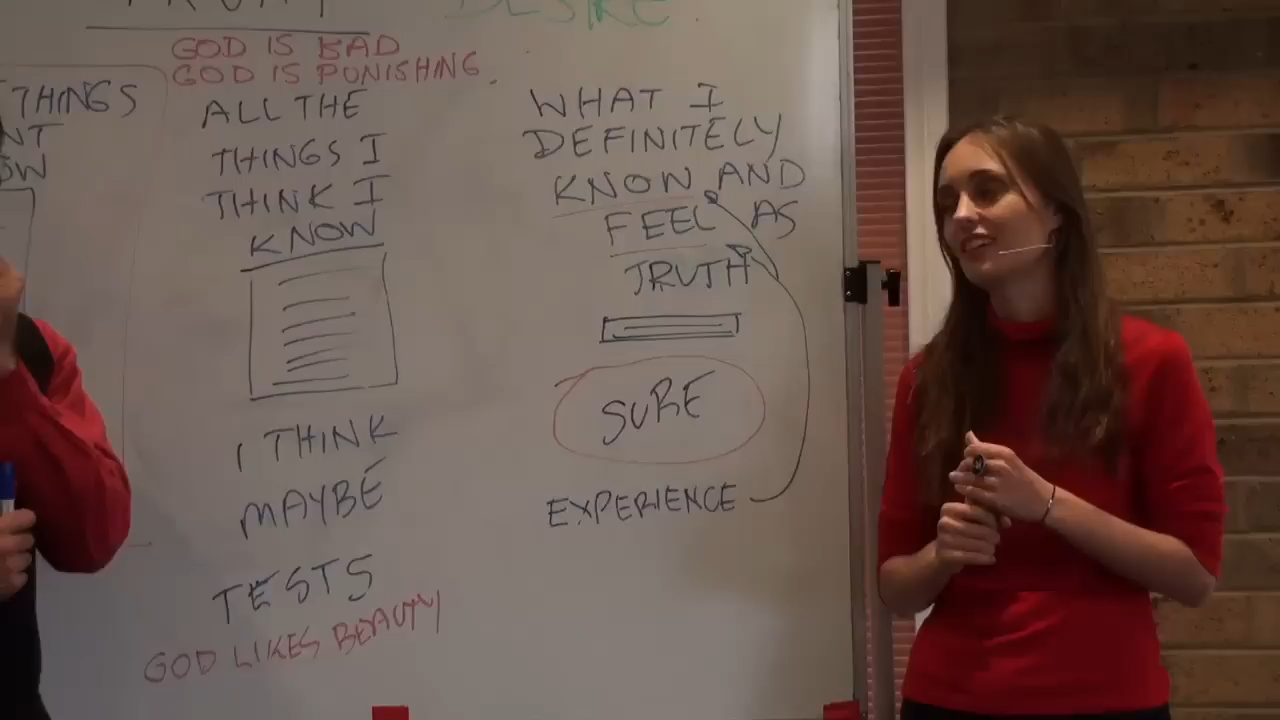 DESIRE
THINGS
GOD IS BAD
GOD IS PUNISHING.
ALL THE
THINGS I
THINK I
KNOW
I THINK
MAYBE
TESTS
GOD LIKES BEAUTY
WHAT I
DEFINITELY
KNOW AND
FEEL AS
TRUTH
SURE
EXPERIENCE